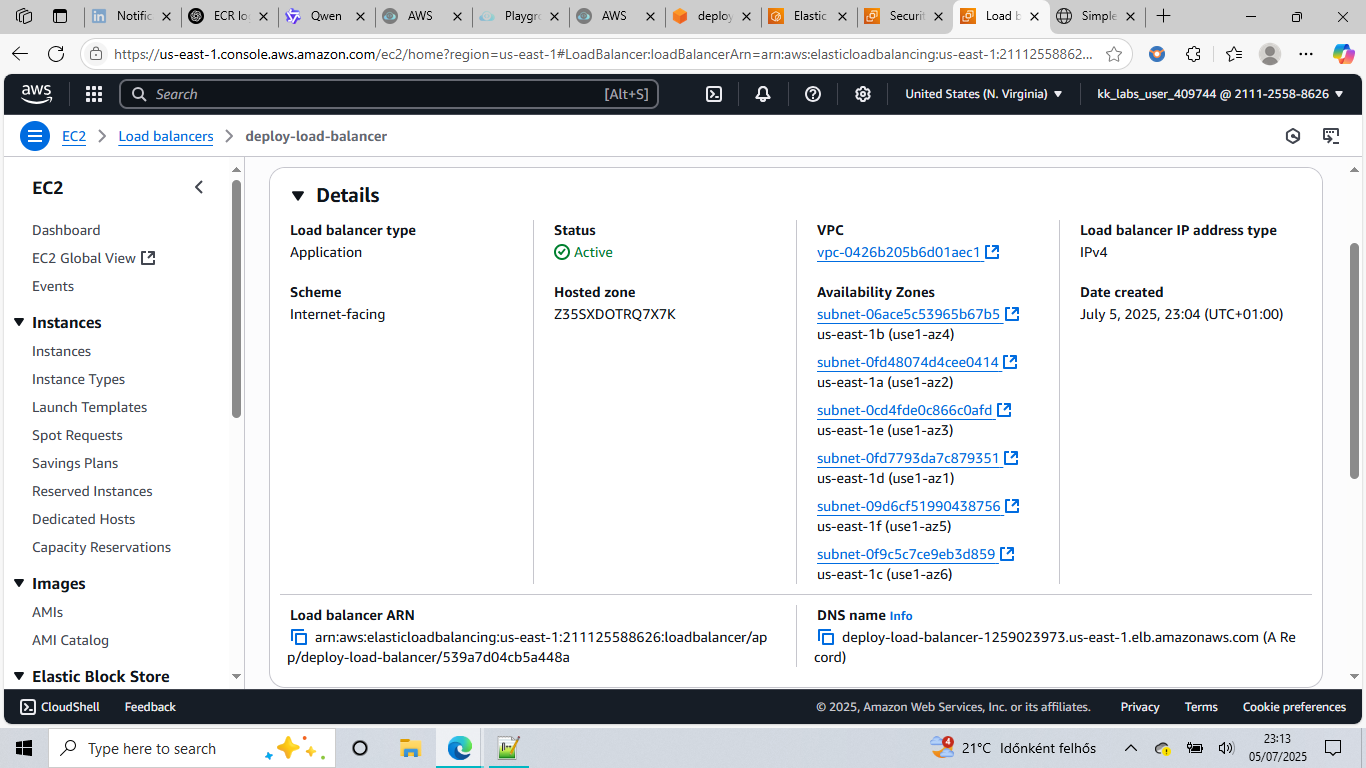 Notific
ECR lo
Qwen
AWS
Playgr
AWS
deploy
Elastic
Securit
Load b
Simple
https://us-east-1.console.aws.amazon.com/ec2/home?region=us-east-1#LoadBalancer:loadBalancerArn=arn:aws:elasticloadbalancing:us-east-1:21112558862...
aws
Search
[Alt+S]
United States (N. Virginia)
kk_labs_user_409744 @ 2111-2558-8626
EC2
Load balancers
deploy-load-balancer
EC2
Dashboard
EC2 Global View
Events
Instances
Instances
Instance Types
Launch Templates
Spot Requests
Savings Plans
Reserved Instances
Dedicated Hosts
Capacity Reservations
Images
AMIs
AMI Catalog
Elastic Block Store
Details
Load balancer type
Application
Status
Active
VPC
vpc-0426b205b6d01aec1
Load balancer IP address type
IPv4
Scheme
Internet-facing
Hosted zone
Z35SXDOTRQ7X7K
Availability Zones
subnet-06ace5c53965b67b5
us-east-1b (use1-az4)
subnet-0fd48074d4cee0414
us-east-1a (use1-az2)
subnet-0cd4fde0c866c0afd
us-east-1e (use1-az3)
subnet-0fd7793da7c879351
us-east-1d (use1-az1)
subnet-09d6cf51990438756
us-east-1f (use1-az5)
subnet-0f9c5c7ce9eb3d859
us-east-1c (use1-az6)
Date created
July 5, 2025, 23:04 (UTC+01:00)
Load balancer ARN
arn:aws:elasticloadbalancing:us-east-1:211125588626:loadbalancer/ap
p/deploy-load-balancer/539a7d04cb5a448a
DNS name Info
deploy-load-balancer-1259023973.us-east-1.elb.amazonaws.com (A Re
cord)
CloudShell
Feedback
© 2025, Amazon Web Services, Inc. or its affiliates.
Privacy
Terms
Cookie preferences
Type here to search
4
21°C Időnként felhős
23:13
05/07/2025